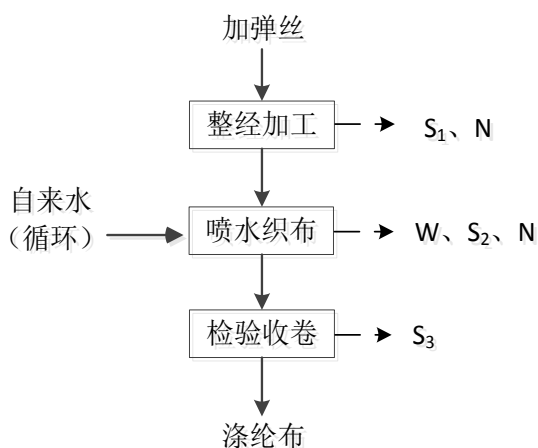 加弹丝
整经加工
S₁、N
自来水
（循环）
喷水织布
W、S₂、N
检验收卷
S₃
涤纶布